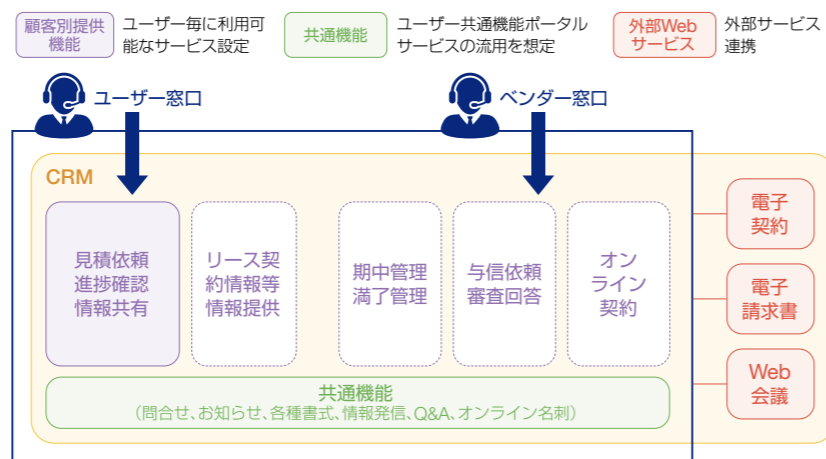 顧客別提供
機能
ユーザー毎に利用可
能なサービス設定
共通機能
ユーザー共通機能ポータル
サービスの流用を想定
外部Web
サービス
外部サービス
連携
ユーザー窓口
ベンダー窓口
CRM
見積依頼
進捗確認
情報共有
リース契
約情報等
情報提供
期中管理
満了管理
与信依頼
審査回答
オン
ライン
契約
電子
契約
電子
請求書
Web
会議
共通機能
（問合せ、お知らせ、各種書式、情報発信、Q&A、オンライン名刺）